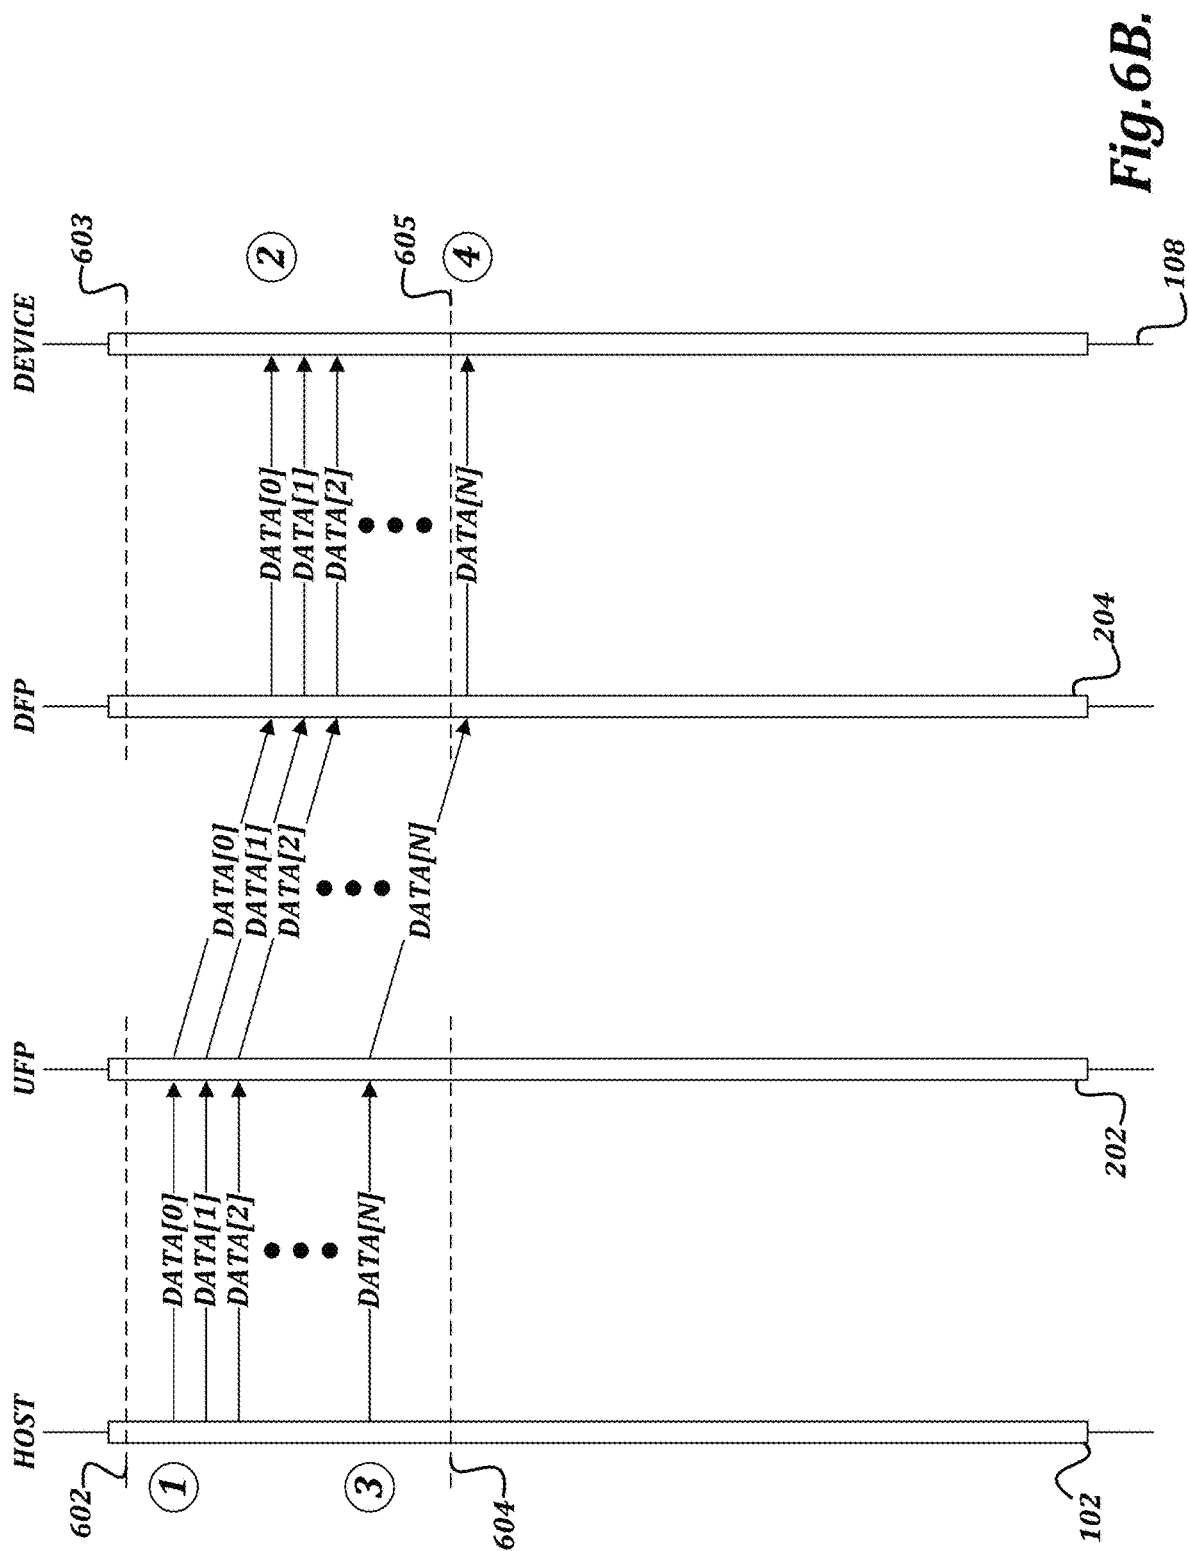 HOST UFP DFP DEVICE
602 603
1
DATA[0] DATA[0] DATA[0] 2
DATA[1] DATA[1] DATA[1]
DATA[2] DATA[2] DATA[2]
3
DATA[N] DATA[N] DATA[N]
605
4
604
102 202 204 108
Fig.6B.